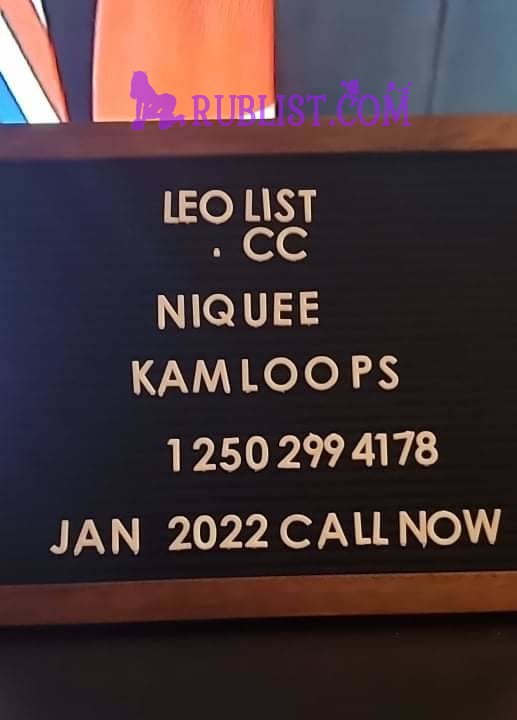 RUBLIST.COM
LEO LIST
. CC
NIQUEE
KAMLOOPS
1 250 299 4178
JAN 2022 CALL NOW